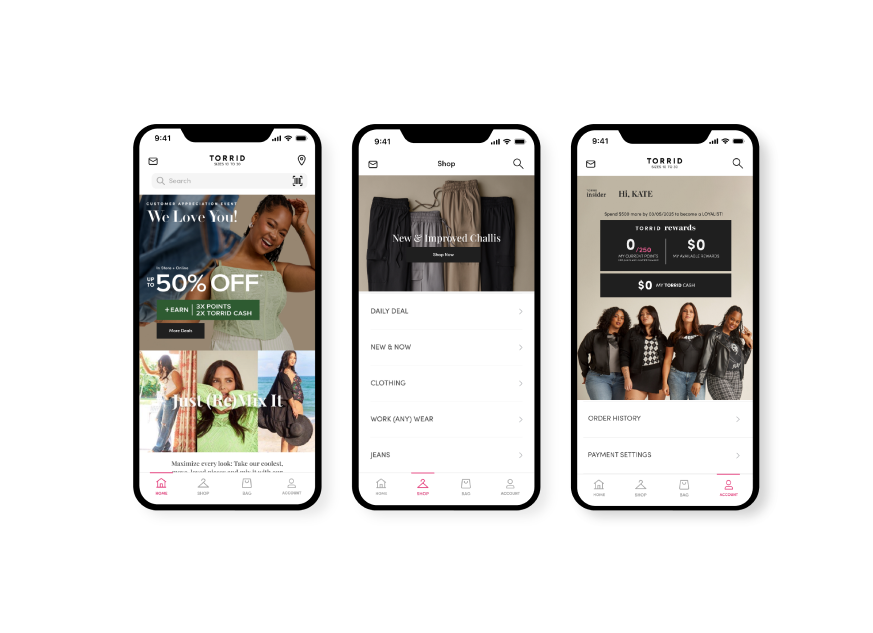 9:41
TORRID
SIZES 10 TO 30
Search
CUSTOMER APPRECIATION EVENT
We Love You!
In Store + Online
UP TO 50% OFF
+EARN
3X POINTS
2X TORRID CASH
More Deals
Just (Re)Mix It
Maximize every look: Take our coolest,
HOME
SHOP
BAG
ACCOUNT
9:41
Shop
New & Improved Challis
Shop Now
DAILY DEAL
NEW & NOW
CLOTHING
WORK (ANY) WEAR
JEANS
HOME
SHOP
BAG
ACCOUNT
9:41
TORRID
SIZES 10 TO 30
insider
Hi, KATE
Spend $500 more by 03/05/2025 to become a LOYALIST!
TORRID rewards
0 /250
MY CURRENT POINTS
$0
MY AVAILABLE REWARDS
$0 MY TORRID CASH
ORDER HISTORY
PAYMENT SETTINGS
HOME
SHOP
BAG
ACCOUNT